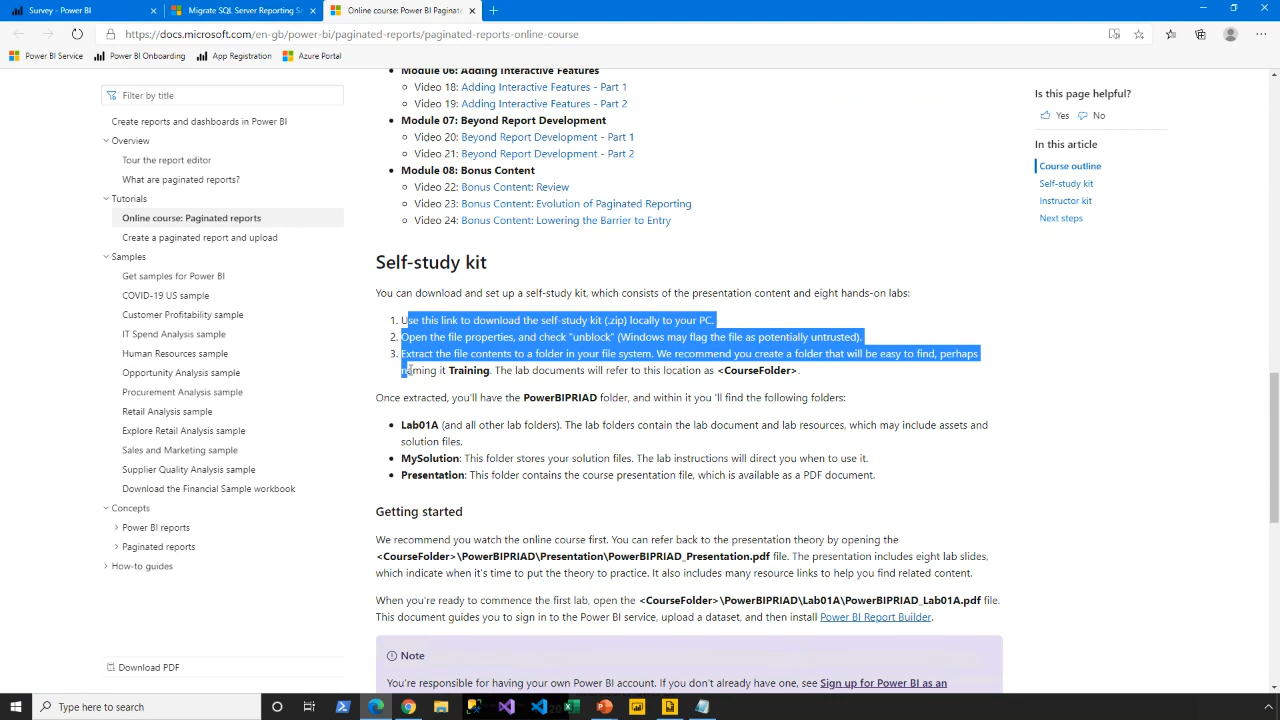 Survey - Power BI
Migrate SQL Server Reporting Se
Online course: Power BI Paginate
https://docs.microsoft.com/en-gb/power-bi/paginated-reports/paginated-reports-online-course
Power BI Service
Power BI Onboarding
App Registration
Azure Portal
Filter by title
Create reports and dashboards in Power BI
Overview
Tour the report editor
What are paginated reports?
Tutorials
Online course: Paginated reports
Create a paginated report and upload
Samples
Get samples for Power BI
COVID-19 US sample
Customer Profitability sample
IT Spend Analysis sample
Human Resources sample
Opportunity Analysis sample
Procurement Analysis sample
Retail Analysis sample
Explore Retail Analysis sample
Sales and Marketing sample
Supplier Quality Analysis sample
Download the Financial Sample workbook
Concepts
Power BI reports
Paginated reports
How-to guides
Download PDF
Module 06: Adding Interactive Features
Video 18: Adding Interactive Features - Part 1
Video 19: Adding Interactive Features - Part 2
Module 07: Beyond Report Development
Video 20: Beyond Report Development - Part 1
Video 21: Beyond Report Development - Part 2
Module 08: Bonus Content
Video 22: Bonus Content: Review
Video 23: Bonus Content: Evolution of Paginated Reporting
Video 24: Bonus Content: Lowering the Barrier to Entry
Self-study kit
You can download and set up a self-study kit, which consists of the presentation content and eight hands-on labs:
1. Use this link to download the self-study kit (.zip) locally to your PC.
2. Open the file properties, and check "unblock" (Windows may flag the file as potentially untrusted).
3. Extract the file contents to a folder in your file system. We recommend you create a folder that will be easy to find, perhaps
naming it Training. The lab documents will refer to this location as <CourseFolder>.
Once extracted, you'll have the PowerBIPRIAD folder, and within it you 'll find the following folders:
Lab01A (and all other lab folders). The lab folders contain the lab document and lab resources, which may include assets and
solution files.
MySolution: This folder stores your solution files. The lab instructions will direct you when to use it.
Presentation: This folder contains the course presentation file, which is available as a PDF document.
Getting started
We recommend you watch the online course first. You can refer back to the presentation theory by opening the
<CourseFolder>\PowerBIPRIAD\Presentation\PowerBIPRIAD_Presentation.pdf file. The presentation includes eight lab slides,
which indicate when it's time to put the theory to practice. It also includes many resource links to help you find related content.
When you're ready to commence the first lab, open the <CourseFolder>\PowerBIPRIAD\Lab01A\PowerBIPRIAD_Lab01A.pdf file.
This document guides you to sign in to the Power BI service, upload a dataset, and then install Power BI Report Builder.
Note
You're responsible for having your own Power BI account. If you don't already have one, see Sign up for Power BI as an
Is this page helpful?
Yes No
In this article
Course outline
Self-study kit
Instructor kit
Next steps
Type here to search